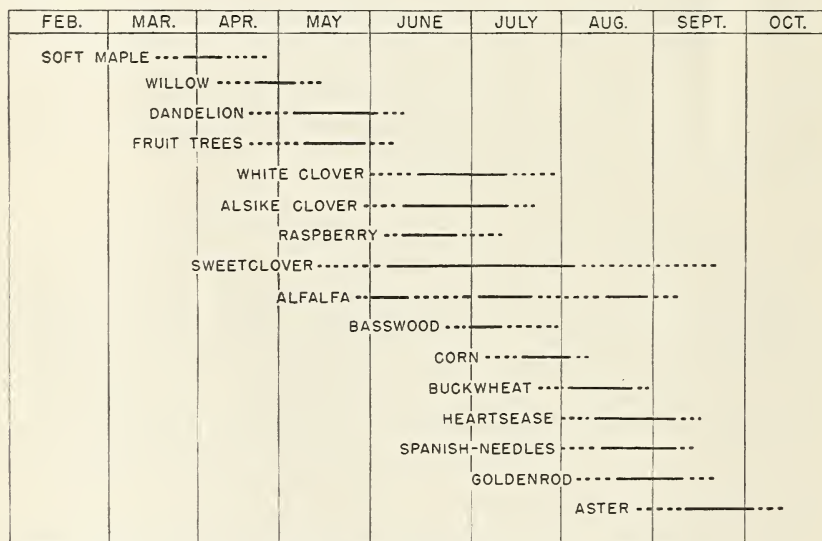 FEB. MAR. APR. MAY JUNE JULY AUG. SEPT. OCT.
SOFT MAPLE
WILLOW
DANDELION
FRUIT TREES
WHITE CLOVER
ALSIKE CLOVER
RASPBERRY
SWEETCLOVER
ALFALFA
BASSWOOD
CORN
BUCKWHEAT
HEARTSEASE
SPANISH-NEEDLES
GOLDENROD
ASTER